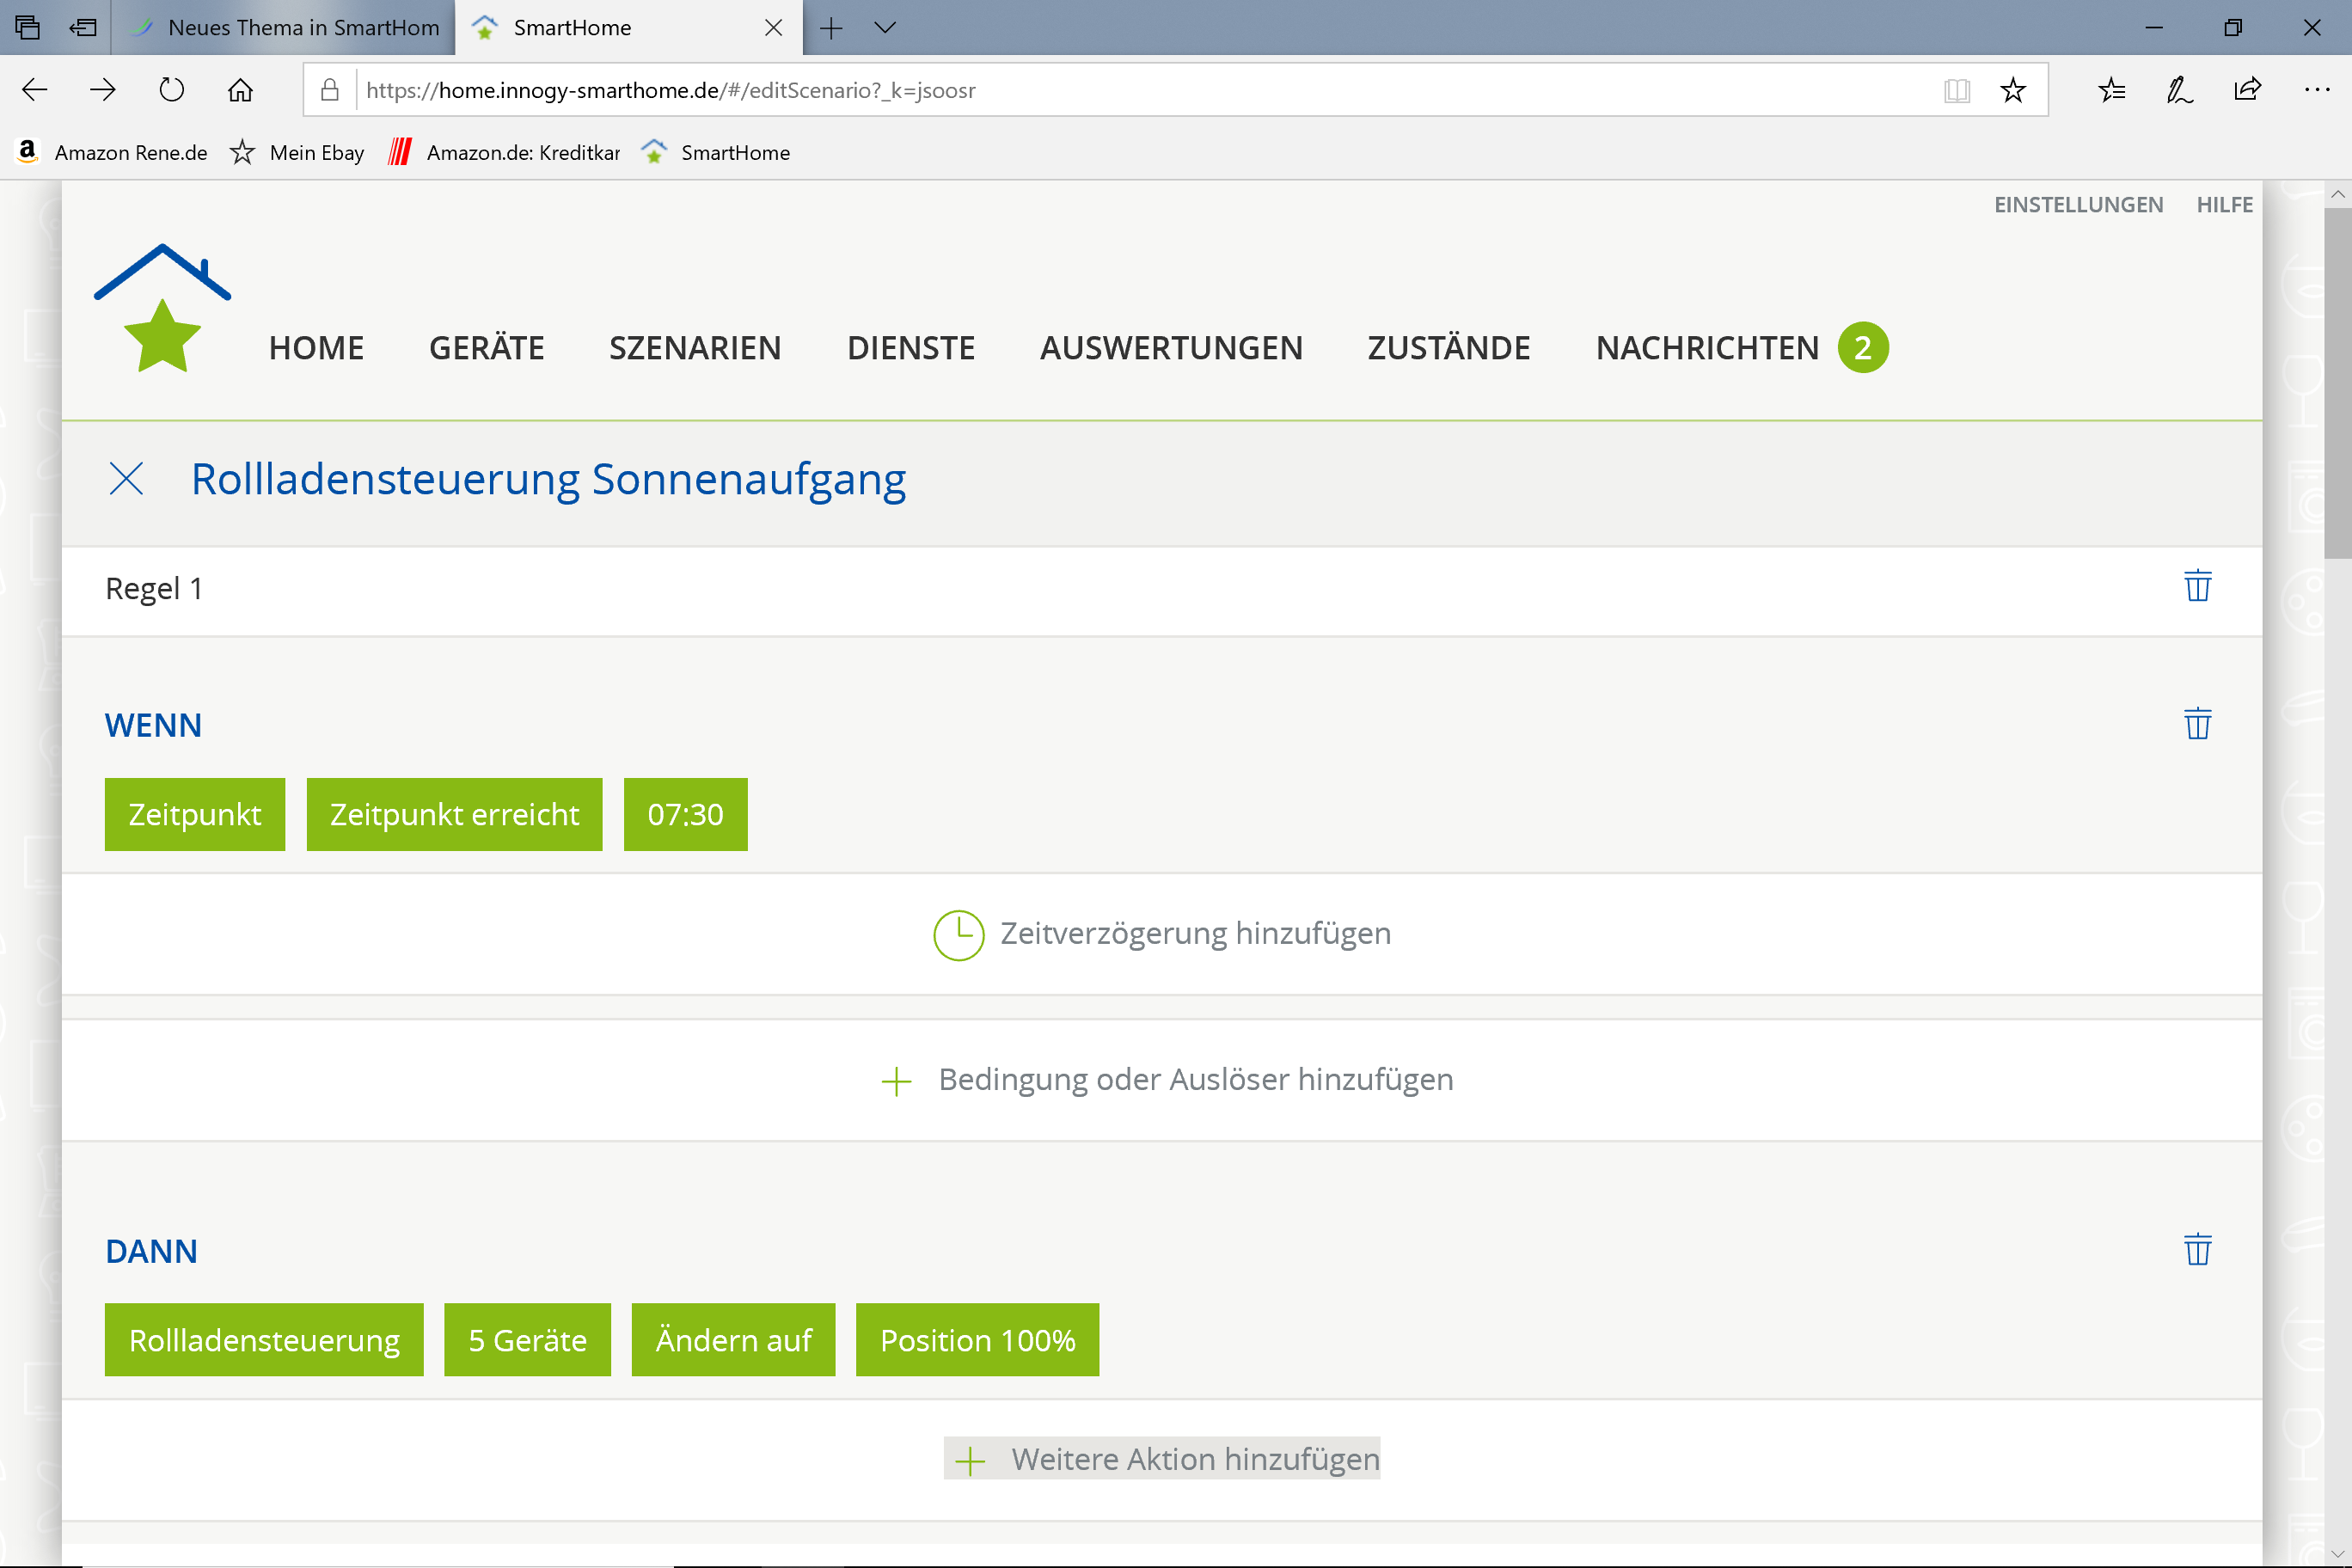 Neues Thema in SmartHom
SmartHome
https://home.innogy-smarthome.de/#/editScenario?_k=jsoosr
Amazon Rene.de
Mein Ebay
Amazon.de: Kreditkar
SmartHome
EINSTELLUNGEN HILFE
HOME GERÄTE SZENARIEN DIENSTE AUSWERTUNGEN ZUSTÄNDE NACHRICHTEN 2
Rollladensteuerung Sonnenaufgang
Regel 1
WENN
Zeitpunkt Zeitpunkt erreicht 07:30
Zeitverzögerung hinzufügen
Bedingung oder Auslöser hinzufügen
DANN
Rollladensteuerung 5 Geräte Ändern auf Position 100%
Weitere Aktion hinzufügen